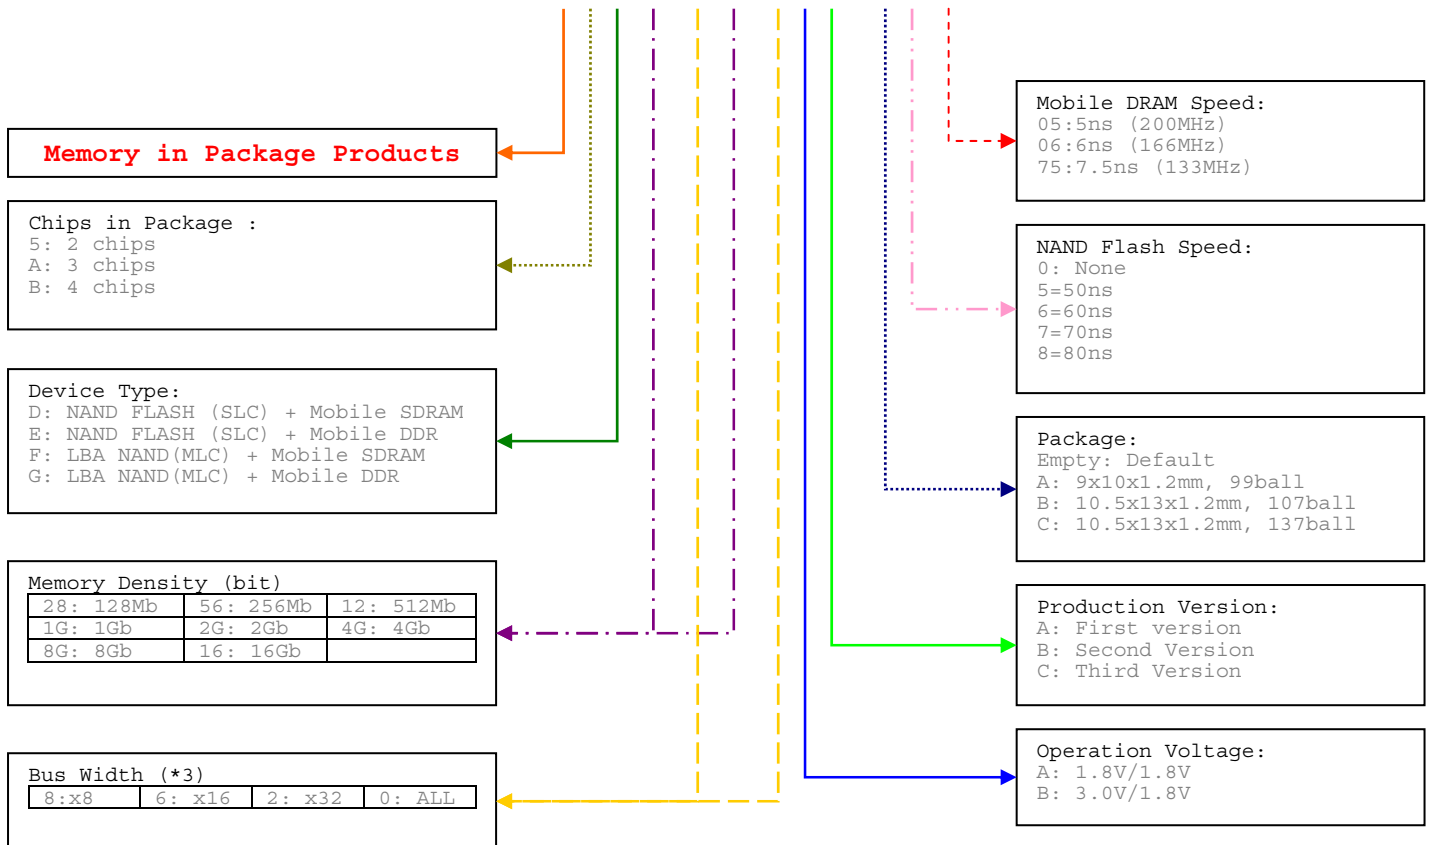 Memory in Package Products
Chips in Package :
5: 2 chips
A: 3 chips
B: 4 chips
Device Type:
D: NAND FLASH (SLC) + Mobile SDRAM
E: NAND FLASH (SLC) + Mobile DDR
F: LBA NAND(MLC) + Mobile SDRAM
G: LBA NAND(MLC) + Mobile DDR
Memory Density (bit)
28: 128Mb 56: 256Mb 12: 512Mb
1G: 1Gb 2G: 2Gb 4G: 4Gb
8G: 8Gb 16: 16Gb
Bus Width (*3)
8:x8 6: x16 2: x32 0: ALL
Mobile DRAM Speed:
05:5ns (200MHz)
06:6ns (166MHz)
75:7.5ns (133MHz)
NAND Flash Speed:
0: None
5=50ns
6=60ns
7=70ns
8=80ns
Package:
Empty: Default
A: 9x10x1.2mm, 99ball
B: 10.5x13x1.2mm, 107ball
C: 10.5x13x1.2mm, 137ball
Production Version:
A: First version
B: Second Version
C: Third Version
Operation Voltage:
A: 1.8V/1.8V
B: 3.0V/1.8V